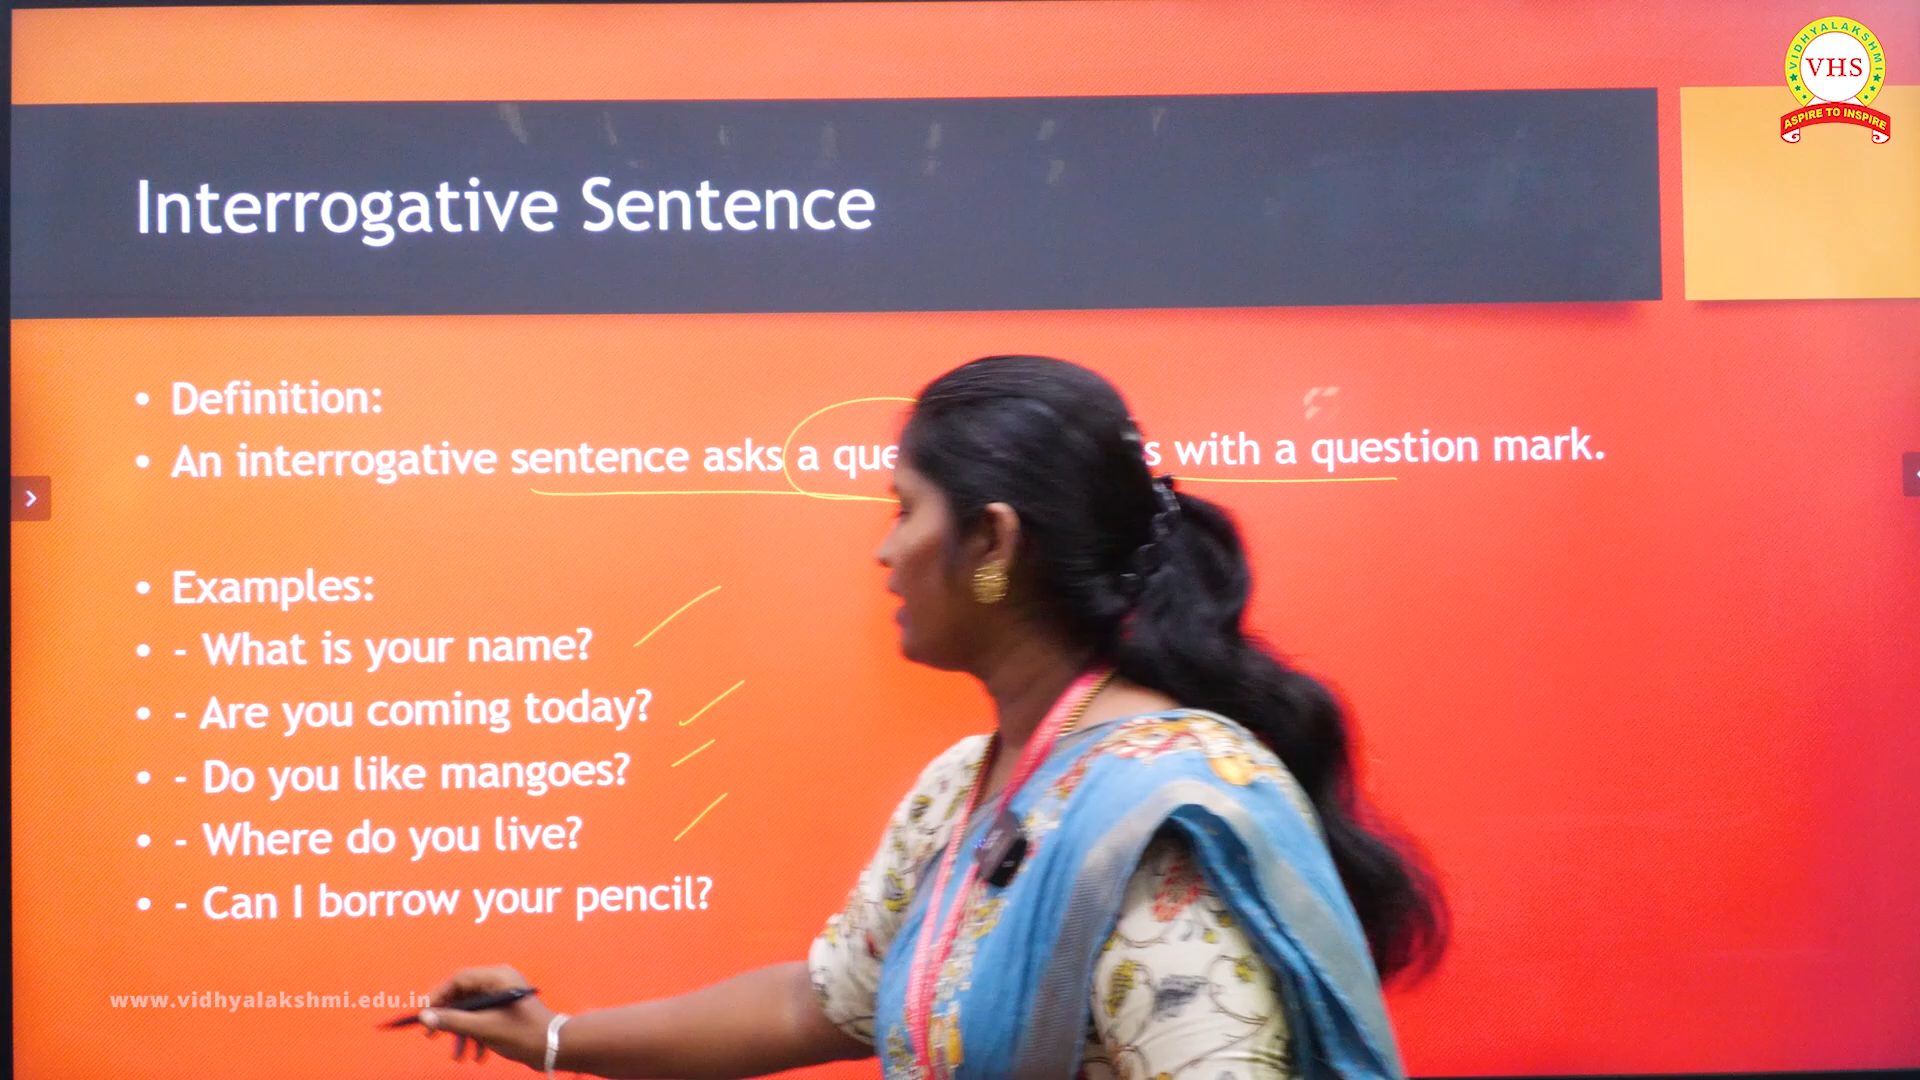 VIDHYALAKSHMI
VHS
ASPIRE TO INSPIRE
Interrogative Sentence
• Definition:
• An interrogative sentence asks a with a question mark.
• Examples:
• - What is your name?
• - Are you coming today?
• - Do you like mangoes?
• - Where do you live?
• - Can I borrow your pencil?
www.vidhyalakshmi.edu.in